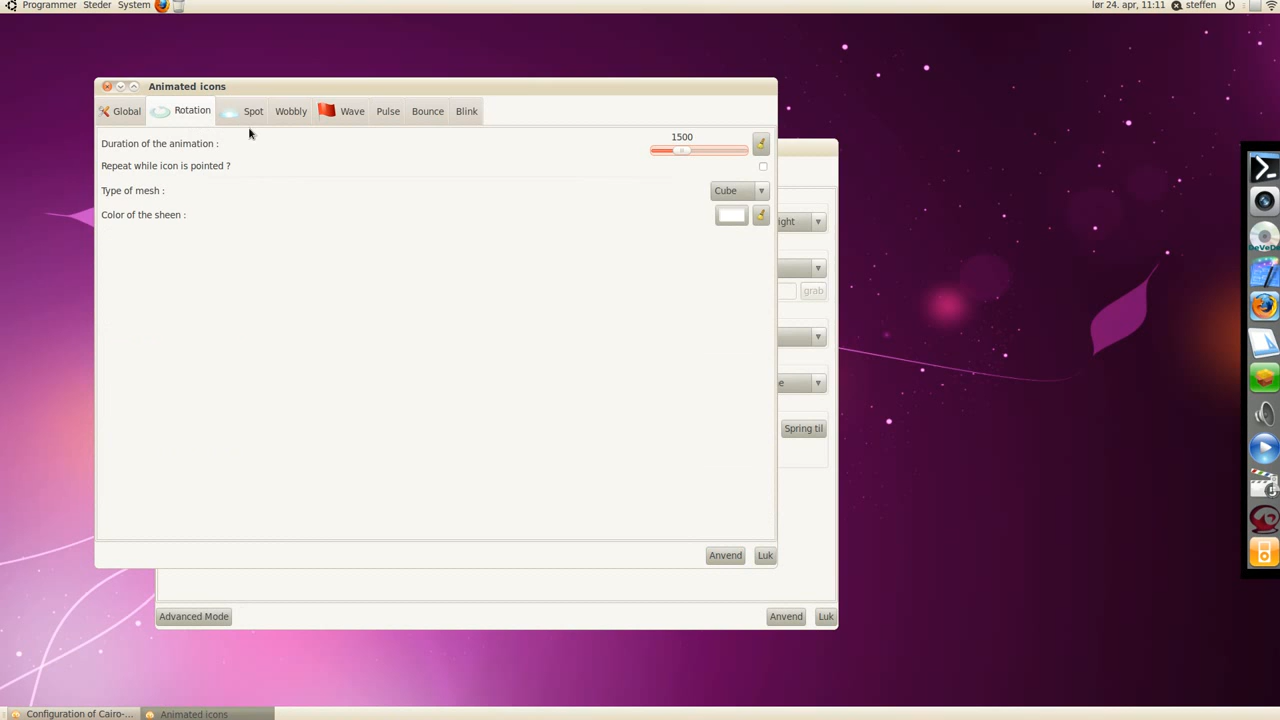 Programmer Steder System lør 24. apr, 11:11 steffen
Animated icons
Global Rotation Spot Wobbly Wave Pulse Bounce Blink
Duration of the animation : 1500
Repeat while icon is pointed ?
Type of mesh : Cube
Color of the sheen :
ight
grab
e
Spring til
Anvend Luk
Advanced Mode Anvend Luk
Configuration of Cairo-... Animated icons